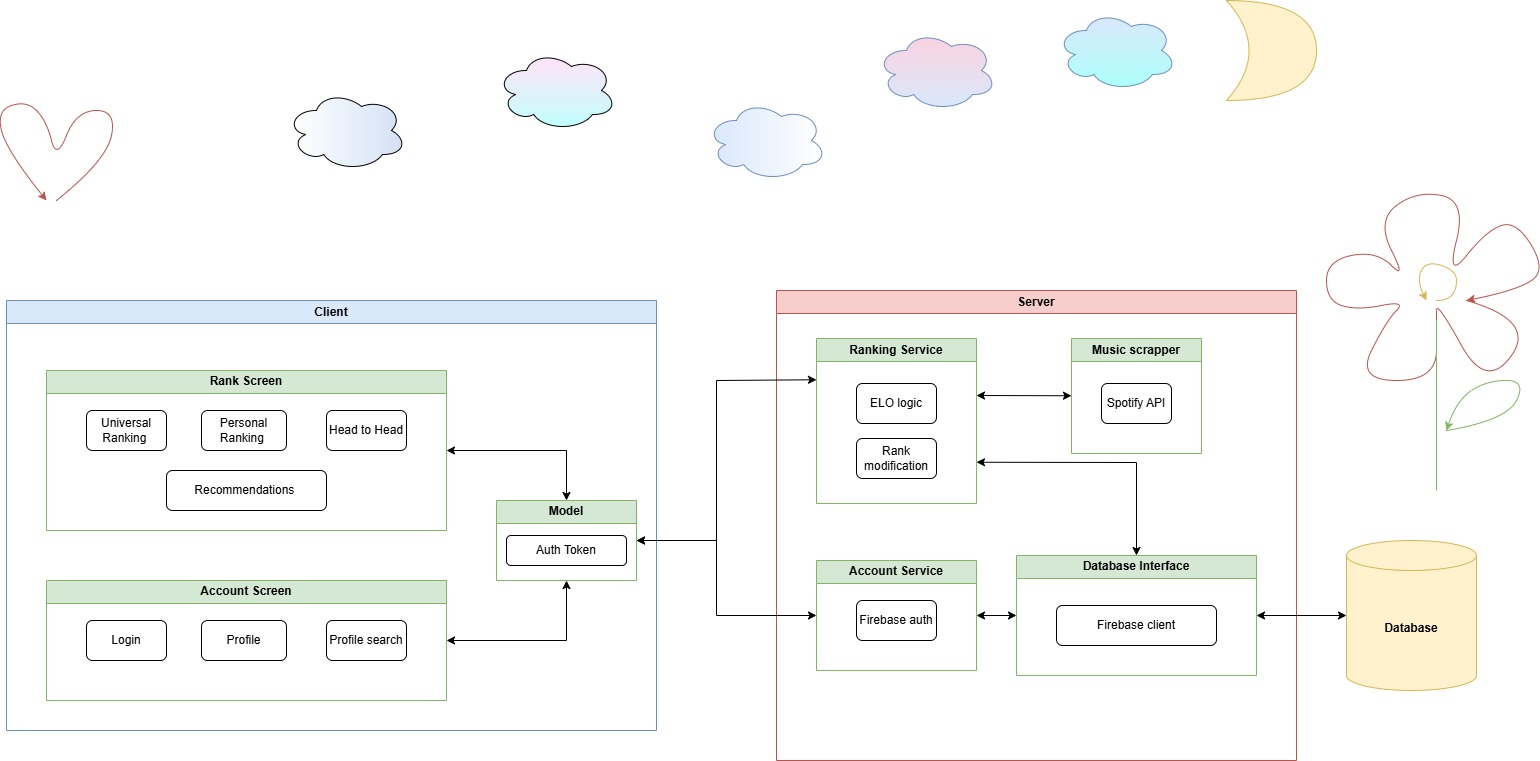 Client
Rank Screen
Universal
Ranking
Personal
Ranking
Head to Head
Recommendations
Model
Auth Token
Account Screen
Login
Profile
Profile search
Server
Ranking Service
ELO logic
Rank
modification
Music scrapper
Spotify API
Account Service
Firebase auth
Database Interface
Firebase client
Database